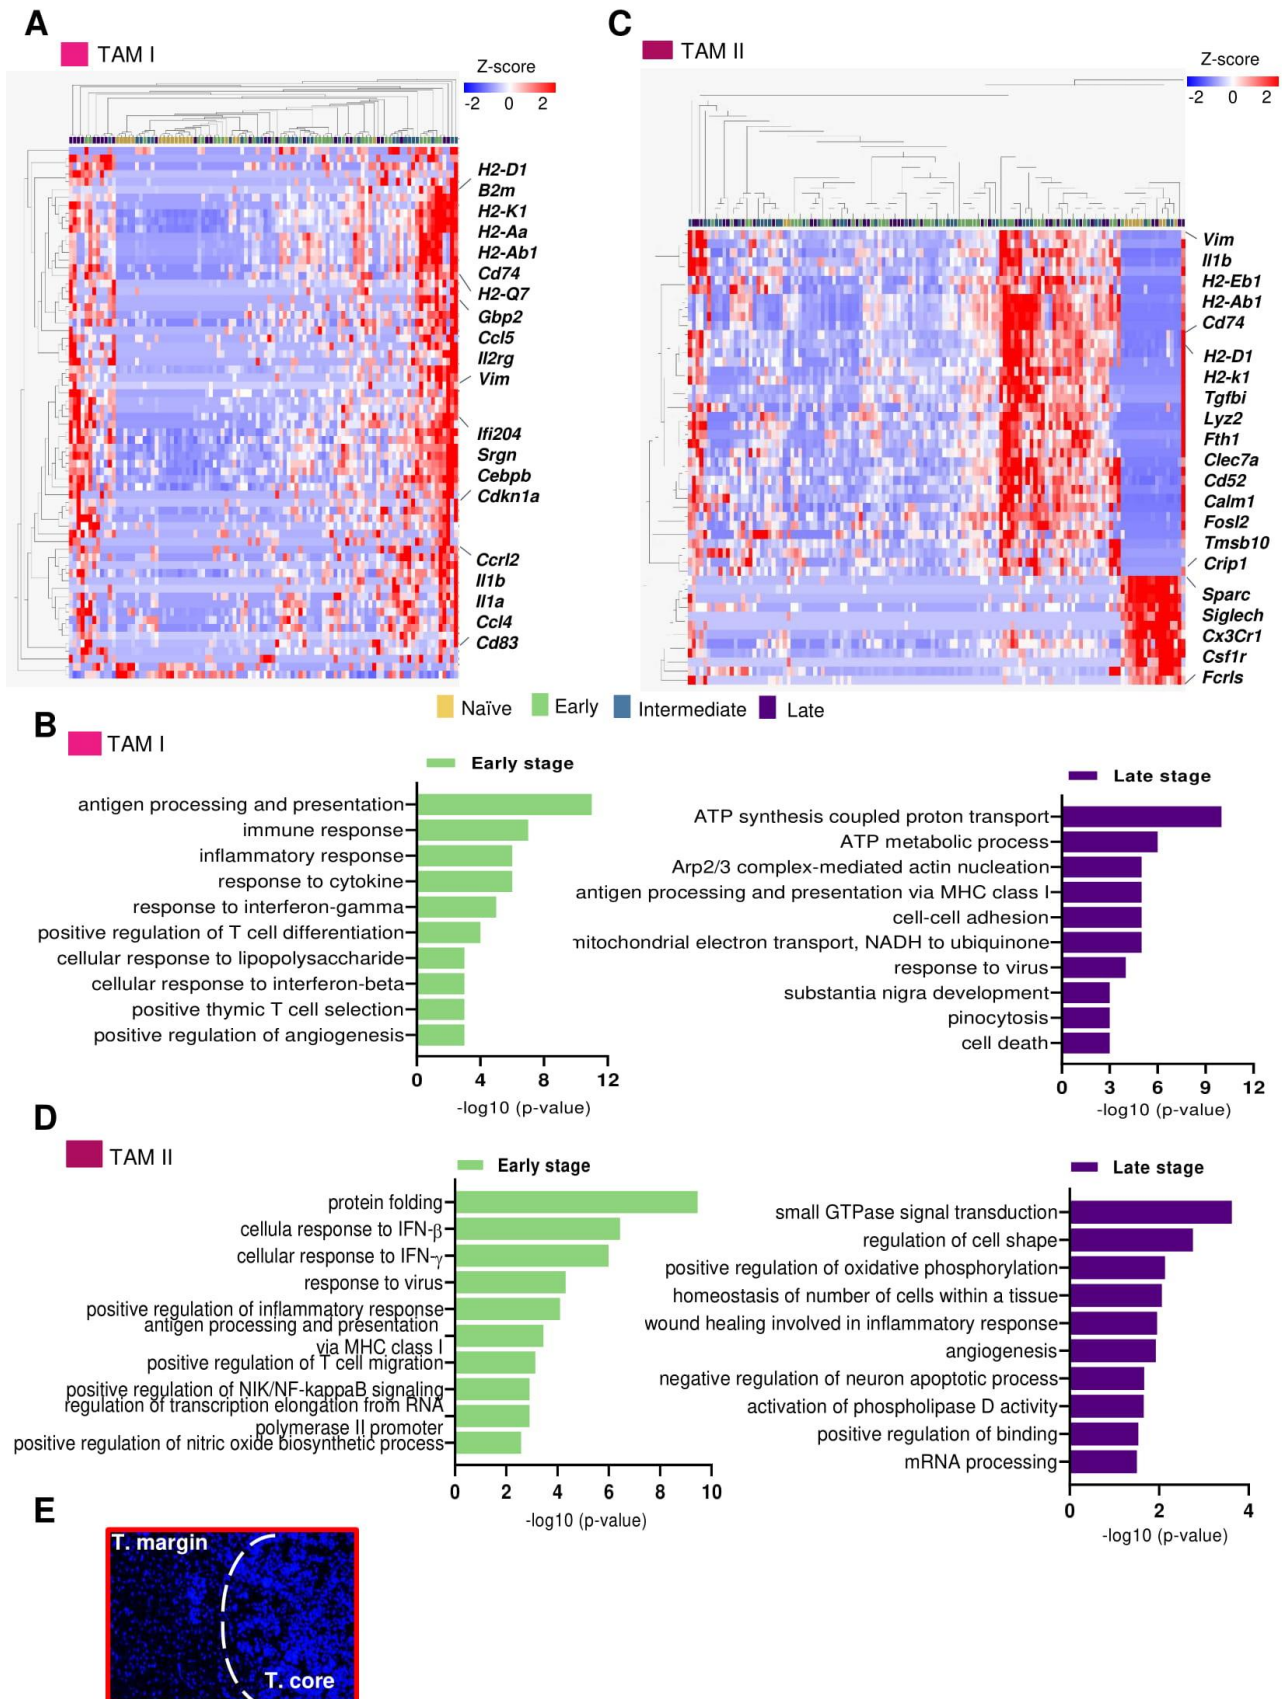 A
TAM I
Z-score
-2 0 2
H2-D1
B2m
H2-K1
H2-Aa
H2-Ab1
Cd74
H2-Q7
Gbp2
Ccl5
Il2rg
Vim
Ifi204
Srgn
Cebpb
Cdkn1a
Ccrl2
Il1b
Il1a
Ccl4
Cd83
C
TAM II
Z-score
-2 0 2
Vim
Il1b
H2-Eb1
H2-Ab1
Cd74
H2-D1
H2-k1
Tgfbi
Lyz2
Fth1
Clec7a
Cd52
Calm1
Fosl2
Tmsb10
Crip1
Sparc
Siglech
Cx3Cr1
Csf1r
Fcrls
Naïve Early Intermediate Late
B
TAM I
Early stage
antigen processing and presentation
immune response
inflammatory response
response to cytokine
response to interferon-gamma
positive regulation of T cell differentiation
cellular response to lipopolysaccharide
cellular response to interferon-beta
positive thymic T cell selection
positive regulation of angiogenesis
0 4 8 12
-log10 (p-value)
Late stage
ATP synthesis coupled proton transport
ATP metabolic process
Arp2/3 complex-mediated actin nucleation
antigen processing and presentation via MHC class I
cell-cell adhesion
mitochondrial electron transport, NADH to ubiquinone
response to virus
substantia nigra development
pinocytosis
cell death
0 3 6 9 12
-log10 (p-value)
D
TAM II
Early stage
protein folding
cellula response to IFN-β
cellular response to IFN-γ
response to virus
positive regulation of inflammatory response
antigen processing and presentation
via MHC class I
positive regulation of T cell migration
positive regulation of NIK/NF-kappaB signaling
regulation of transcription elongation from RNA
polymerase II promoter
positive regulation of nitric oxide biosynthetic process
0 2 4 6 8 10
-log10 (p-value)
Late stage
small GTPase signal transduction
regulation of cell shape
positive regulation of oxidative phosphorylation
homeostasis of number of cells within a tissue
wound healing involved in inflammatory response
angiogenesis
negative regulation of neuron apoptotic process
activation of phospholipase D activity
positive regulation of binding
mRNA processing
0 2 4
-log10 (p-value)
E
T. margin
T. core